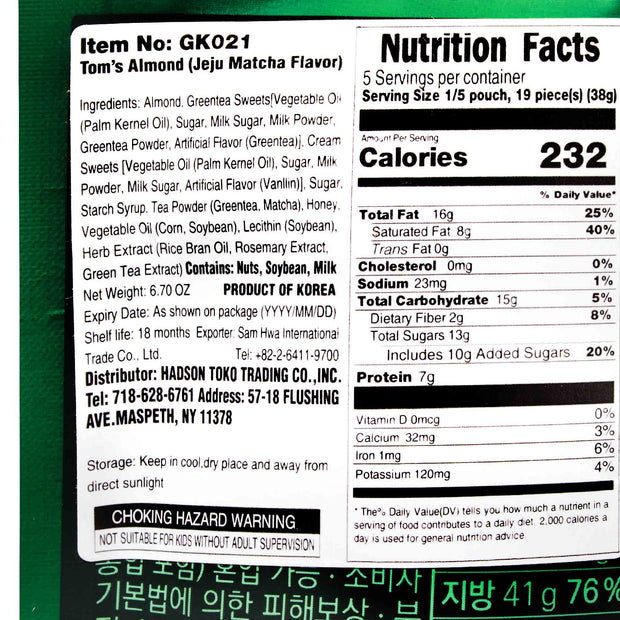 Item No: GK021
Tom's Almond (Jeju Matcha Flavor)
Ingredients: Almond, Greentea Sweets[Vegetable Oil
(Palm Kernel Oil), Sugar, Milk Sugar, Milk Powder,
Greentea Powder, Artificial Flavor (Greentea)], Cream
Sweets [Vegetable Oil (Palm Kernel Oil), Sugar, Milk
Powder, Milk Sugar, Artificial Flavor (Vanllin)], Sugar,
Starch Syrup, Tea Powder (Greentea, Matcha), Honey,
Vegetable Oil (Corn, Soybean), Lecithin (Soybean),
Herb Extract (Rice Bran Oil, Rosemary Extract,
Green Tea Extract) Contains: Nuts, Soybean, Milk
Net Weight: 6.70 OZ PRODUCT OF KOREA
Expiry Date: As shown on package (YYYY/MM/DD)
Shelf life: 18 months Exporter: Sam Hwa International
Trade Co., Ltd. Tel: +82-2-6411-9700
Distributor: HADSON TOKO TRADING CO.,INC.
Tel: 718-628-6761 Address: 57-18 FLUSHING
AVE.MASPETH, NY 11378
Storage: Keep in cool,dry place and away from
direct sunlight
CHOKING HAZARD WARNING
NOT SUITABLE FOR KIDS WITHOUT ADULT SUPERVISION
Nutrition Facts
5 Servings per container
Serving Size 1/5 pouch, 19 piece(s) (38g)
Amount Per Serving
Calories 232
% Daily Value*
Total Fat 16g 25%
Saturated Fat 8g 40%
Trans Fat 0g
Cholesterol 0mg 0%
Sodium 23mg 1%
Total Carbohydrate 15g 5%
Dietary Fiber 2g 8%
Total Sugars 13g
Includes 10g Added Sugars 20%
Protein 7g
Vitamin D 0mcg 0%
Calcium 32mg 3%
Iron 1mg 6%
Potassium 120mg 4%
* The% Daily Value(DV) tells you how much a nutrient in a
serving of food contributes to a daily diet. 2,000 calories a
day is used for general nutrition advice.
혼입 가능 · 소비자
기본법에 의한 피해보상 · 부
지방 41g 76%